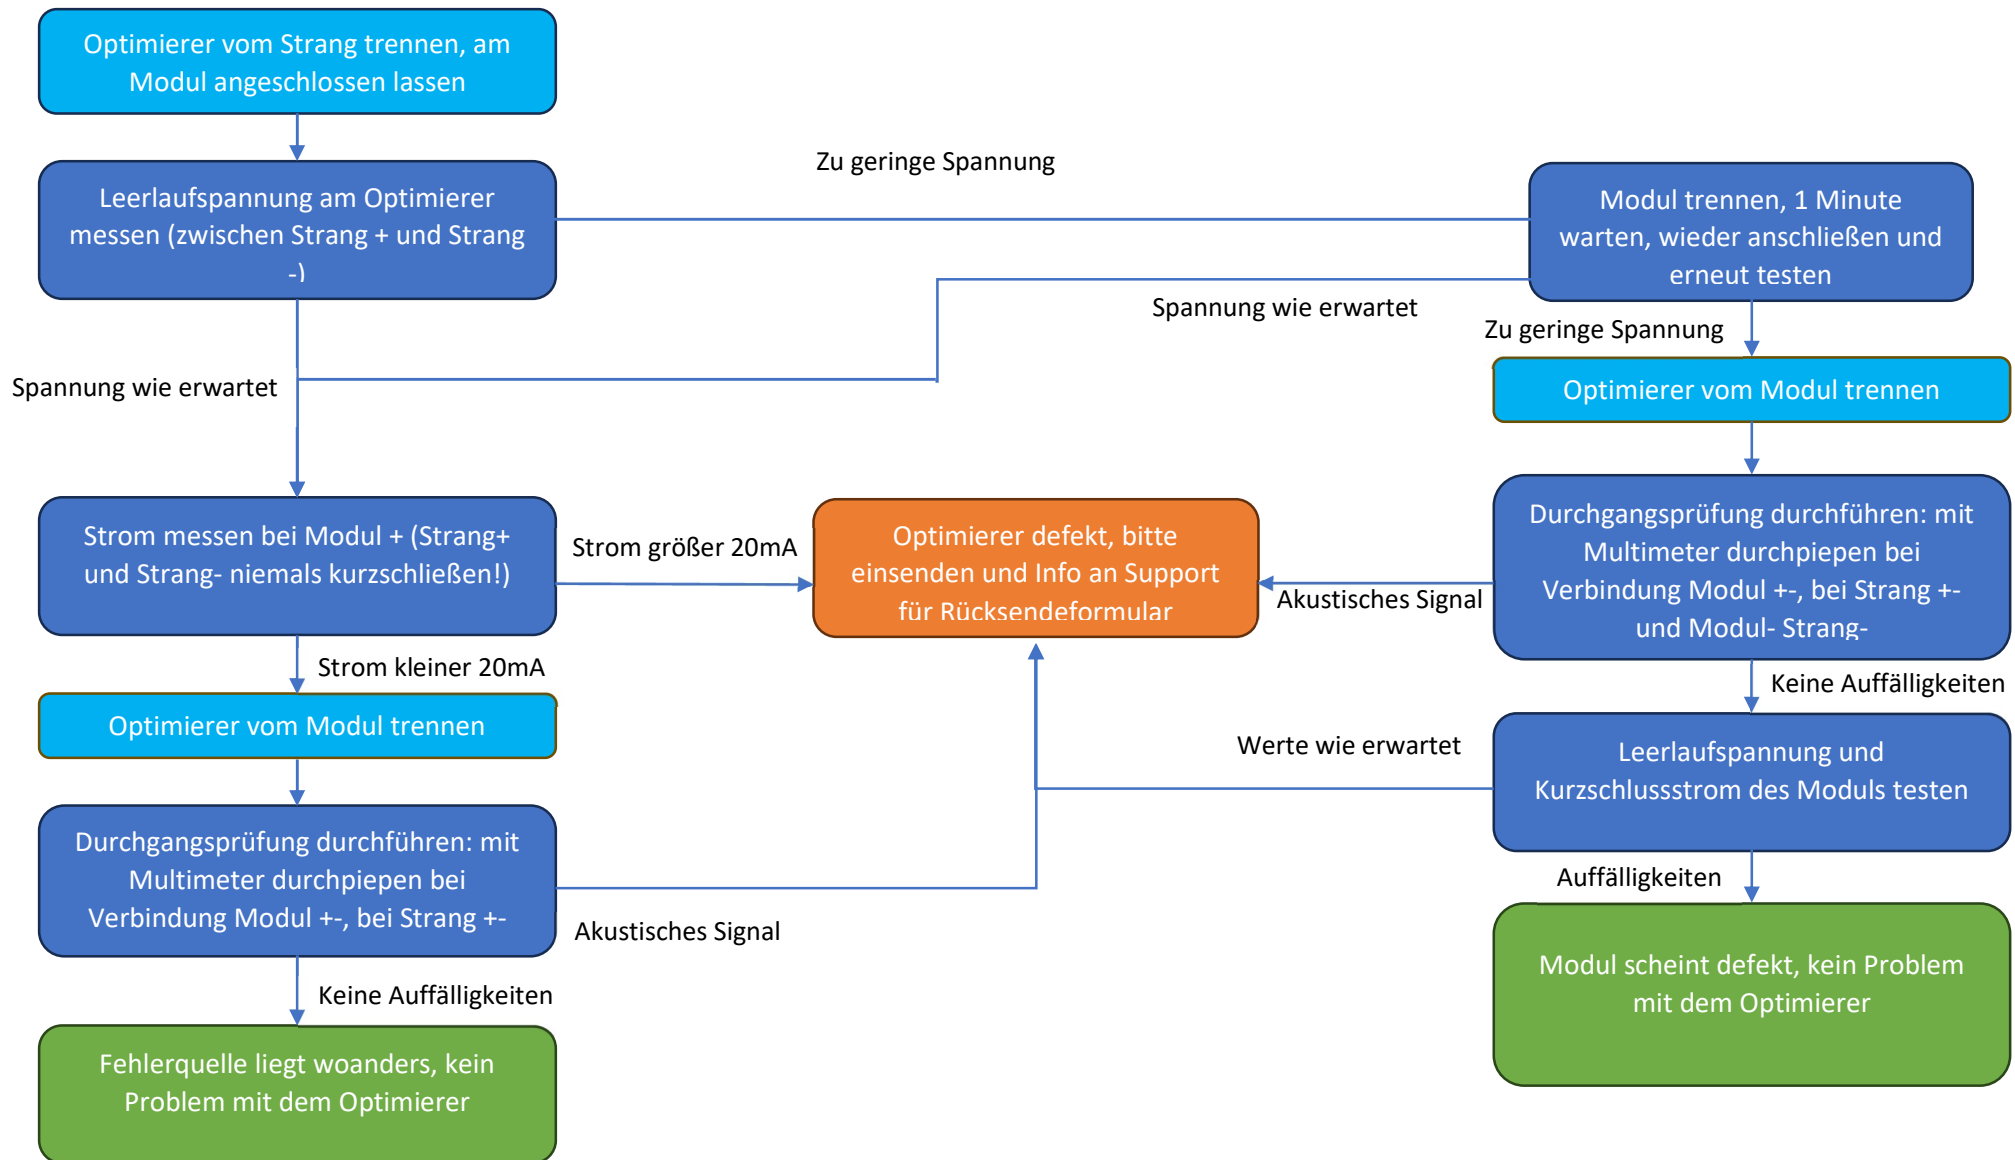 Optimierer vom Strang trennen, am
Modul angeschlossen lassen
Zu geringe Spannung
Leerlaufspannung am Optimierer
messen (zwischen Strang + und Strang
-)
Modul trennen, 1 Minute
warten, wieder anschließen und
erneut testen
Spannung wie erwartet
Zu geringe Spannung
Spannung wie erwartet
Optimierer vom Modul trennen
Strom messen bei Modul + (Strang+
und Strang- niemals kurzschließen!)
Strom größer 20mA
Optimierer defekt, bitte
einsenden und Info an Support
für Rücksendeformular
Akustisches Signal
Durchgangsprüfung durchführen: mit
Multimeter durchpiepen bei
Verbindung Modul +-, bei Strang +-
und Modul- Strang-
Strom kleiner 20mA
Keine Auffälligkeiten
Optimierer vom Modul trennen
Werte wie erwartet
Leerlaufspannung und
Kurzschlussstrom des Moduls testen
Durchgangsprüfung durchführen: mit
Multimeter durchpiepen bei
Verbindung Modul +-, bei Strang +-
Akustisches Signal
Auffälligkeiten
Modul scheint defekt, kein Problem
mit dem Optimierer
Keine Auffälligkeiten
Fehlerquelle liegt woanders, kein
Problem mit dem Optimierer